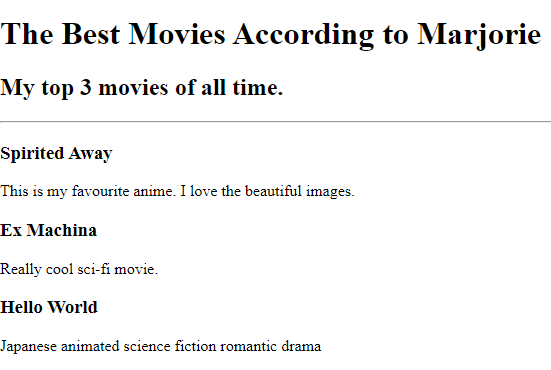 The Best Movies According to Marjorie
My top 3 movies of all time.
Spirited Away
This is my favourite anime. I love the beautiful images.
Ex Machina
Really cool sci-fi movie.
Hello World
Japanese animated science fiction romantic drama